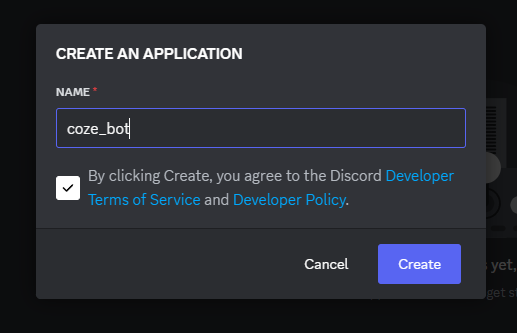 CREATE AN APPLICATION
NAME *
coze_bot
By clicking Create, you agree to the Discord Developer
Terms of Service and Developer Policy.
s yet,
Cancel
Create
get st